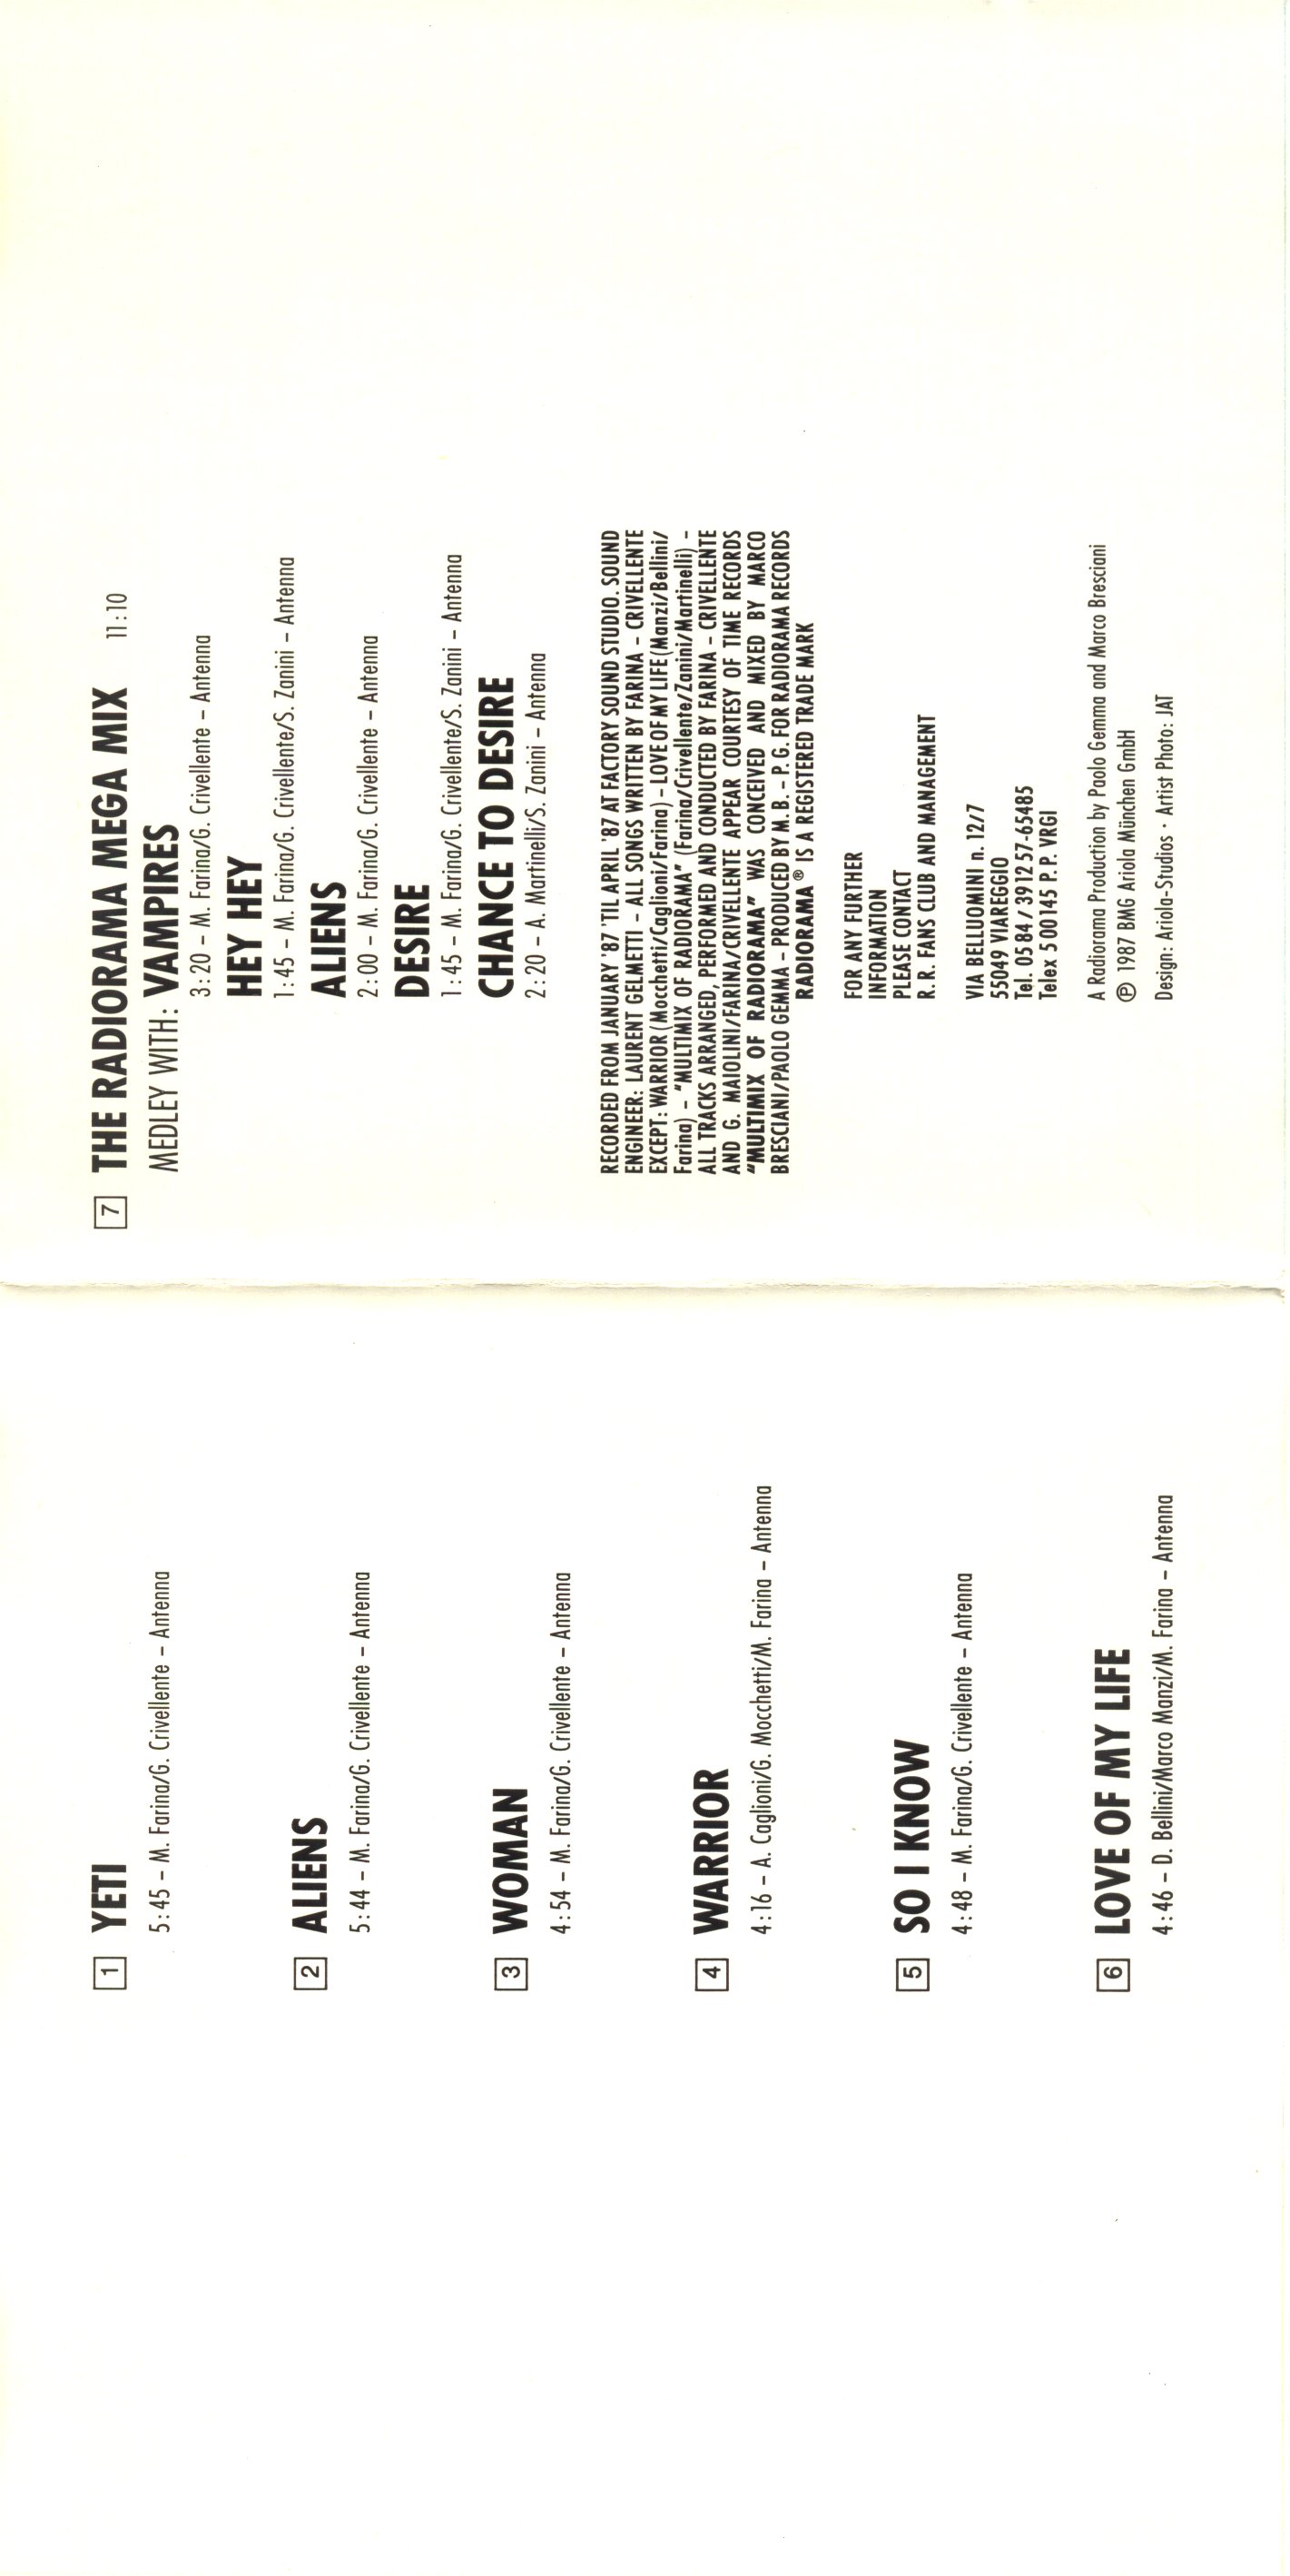 1 YETI
5:45 – M. Farina/G. Crivellente – Antenna
2 ALIENS
5:44 – M. Farina/G. Crivellente – Antenna
3 WOMAN
4:54 – M. Farina/G. Crivellente – Antenna
4 WARRIOR
4:16 – A. Caglioni/G. Mocchetti/M. Farina – Antenna
5 SO I KNOW
4:48 – M. Farina/G. Crivellente – Antenna
6 LOVE OF MY LIFE
4:46 – D. Bellini/Marco Manzi/M. Farina – Antenna
7 THE RADIORAMA MEGA MIX 11:10
MEDLEY WITH: VAMPIRES
3:20 – M. Farina/G. Crivellente – Antenna
HEY HEY
1:45 – M. Farina/G. Crivellente/S. Zanini – Antenna
ALIENS
2:00 – M. Farina/G. Crivellente – Antenna
DESIRE
1:45 – M. Farina/G. Crivellente/S. Zanini – Antenna
CHANCE TO DESIRE
2:20 – A. Martinelli/S. Zanini – Antenna
RECORDED FROM JANUARY '87 'TIL APRIL '87 AT FACTORY SOUND STUDIO. SOUND
ENGINEER: LAURENT GELMETTI – ALL SONGS WRITTEN BY FARINA – CRIVELLENTE
EXCEPT: WARRIOR (Mocchetti/Caglioni/Farina) – LOVE OF MY LIFE (Manzi/Bellini/
Farina) – "MULTIMIX OF RADIORAMA" (Farina/Crivellente/Zanini/Martinelli) –
ALL TRACKS ARRANGED, PERFORMED AND CONDUCTED BY FARINA – CRIVELLENTE
AND G. MAIOLINI/FARINA/CRIVELLENTE APPEAR COURTESY OF TIME RECORDS
"MULTIMIX OF RADIORAMA" WAS CONCEIVED AND MIXED BY MARCO
BRESCIANI/PAOLO GEMMA – PRODUCED BY M. B. – P. G. FOR RADIORAMA RECORDS
RADIORAMA ® IS A REGISTERED TRADE MARK
FOR ANY FURTHER
INFORMATION
PLEASE CONTACT
R. R. FANS CLUB AND MANAGEMENT
VIA BELLUOMINI n. 12/7
55049 VIAREGGIO
Tel. 05 84 / 39 12 57-65485
Telex 5 00145 P. P. VRGI
A Radiorama Production by Paolo Gemma and Marco Bresciani
℗ 1987 BMG Ariola München GmbH
Design: Ariola-Studios · Artist Photo: JAT